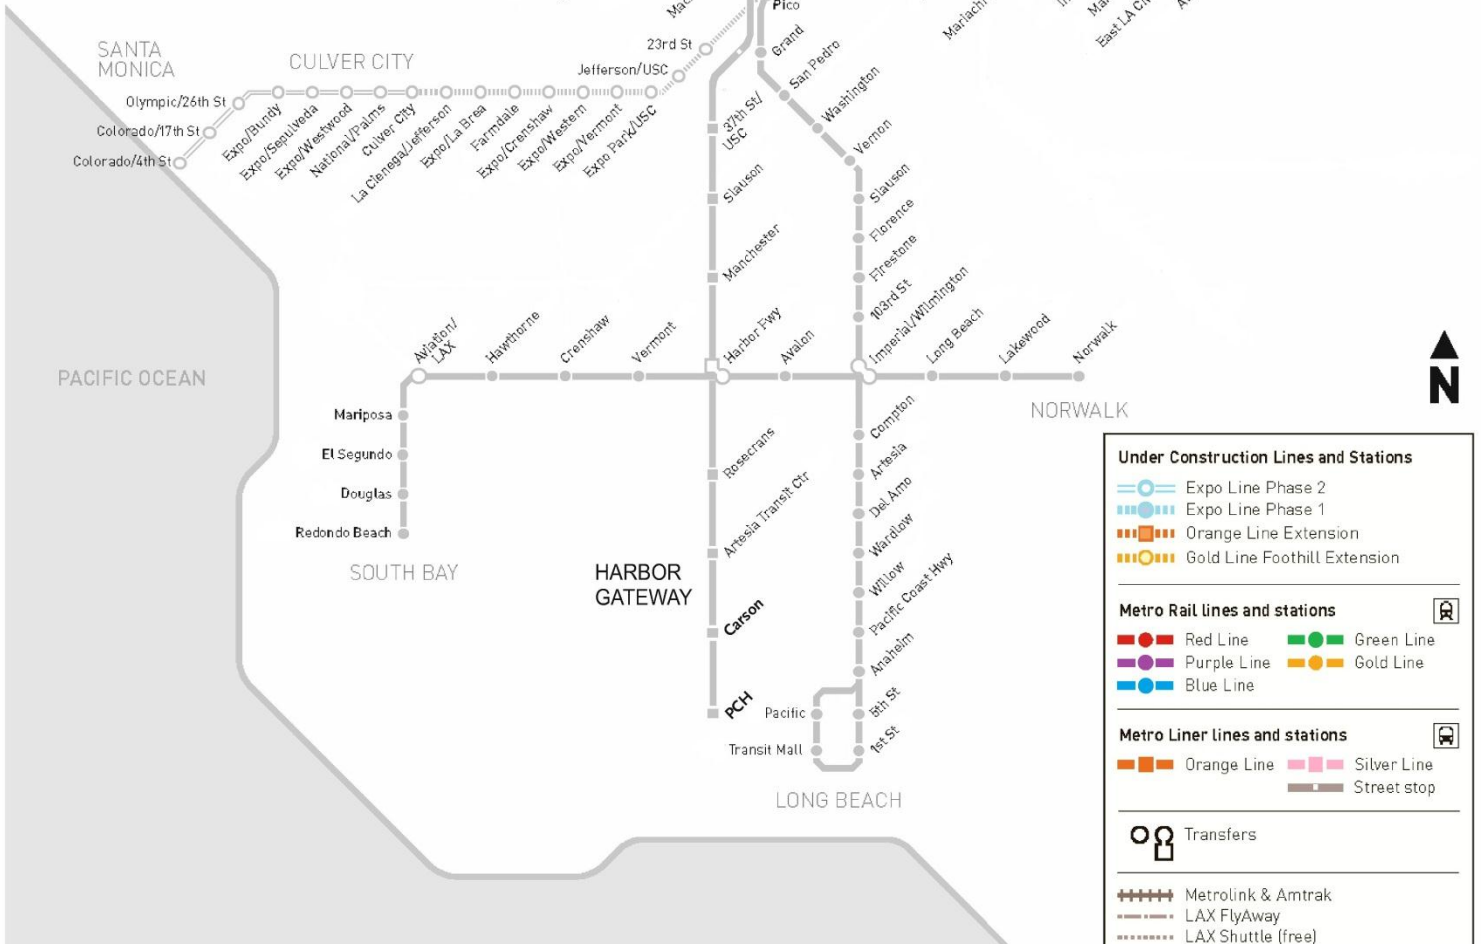 Pico
Grand
San Pedro
Washington
Vernon
23rd St
Jefferson/USC
SANTA
MONICA
CULVER CITY
Olympic/26th St
Colorado/17th St
Colorado/4th St
Expo/Bundy
Expo/Sepulveda
Expo/Westwood
National/Palms
Culver City
La Cienega/Jefferson
Expo/La Brea
Farmdale
Expo/Crenshaw
Expo/Western
Expo/Vermont
Expo Park/USC
37th St/
USC
Slauson
Manchester
Slauson
Florence
Firestone
103rd St
Imperial/Wilmington
East LA Ci
PACIFIC OCEAN
Aviation/
LAX
Hawthorne
Crenshaw
Vermont
Harbor Fwy
Avalon
Long Beach
Lakewood
Norwalk
NORWALK
N
Mariposa
El Segundo
Douglas
Redondo Beach
SOUTH BAY
Rosecrans
Artesia Transit Ctr
HARBOR
GATEWAY
Carson
PCH
Compton
Artesia
Del Amo
Wardlow
Willow
Pacific Coast Hwy
Anaheim
5th St
1st St
Pacific
Transit Mall
LONG BEACH
Under Construction Lines and Stations
Expo Line Phase 2
Expo Line Phase 1
Orange Line Extension
Gold Line Foothill Extension
Metro Rail lines and stations
Red Line
Green Line
Purple Line
Gold Line
Blue Line
Metro Liner lines and stations
Orange Line
Silver Line
Street stop
Transfers
Metrolink & Amtrak
LAX FlyAway
LAX Shuttle (free)